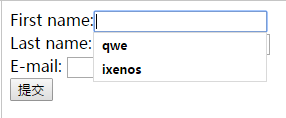 First name:
Last name:
qwe
E-mail:
ixenos
提交